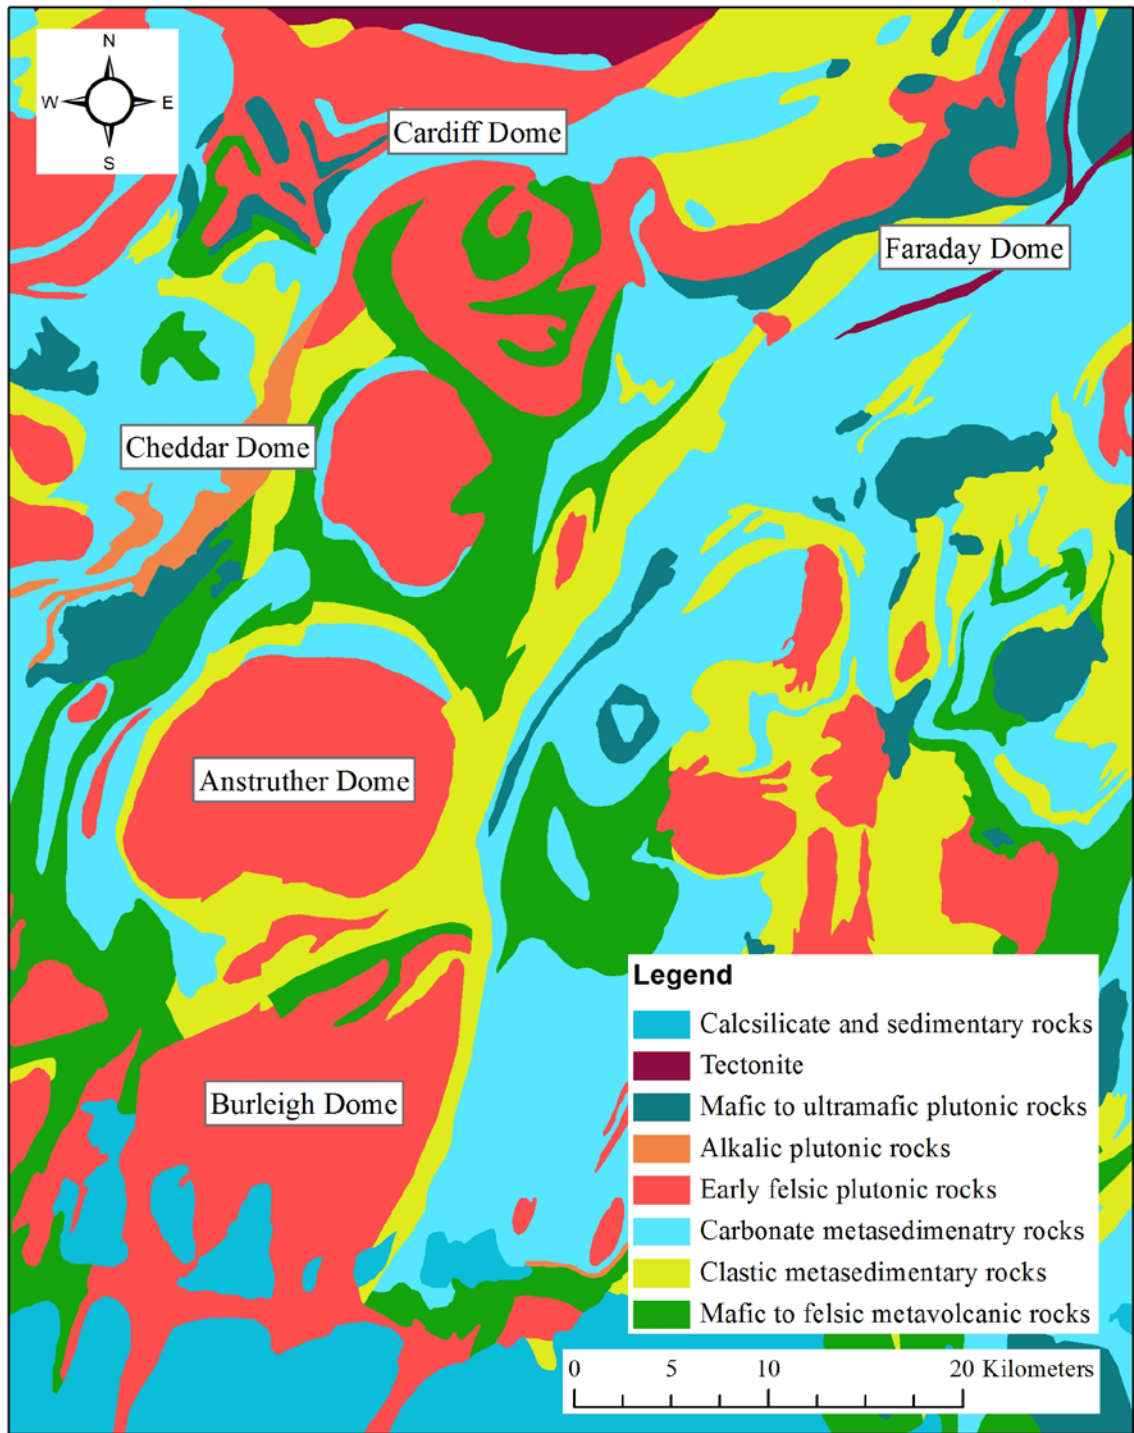 N
W E
S
Cardiff Dome
Faraday Dome
Cheddar Dome
Anstruther Dome
Burleigh Dome
Legend
Calcsilicate and sedimentary rocks
Tectonite
Mafic to ultramafic plutonic rocks
Alkalic plutonic rocks
Early felsic plutonic rocks
Carbonate metasedimenatry rocks
Clastic metasedimentary rocks
Mafic to felsic metavolcanic rocks
0 5 10 20 Kilometers